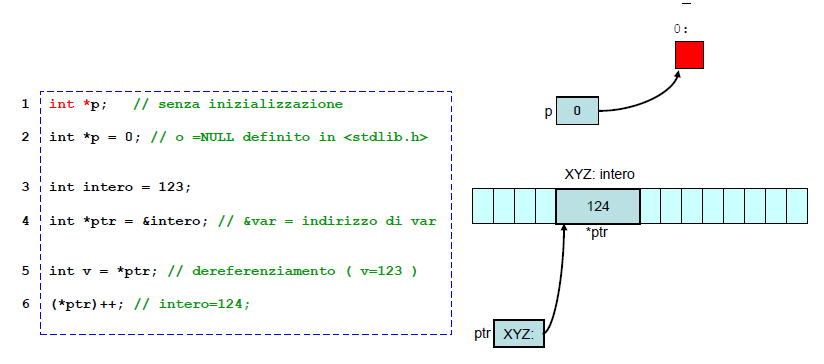 1 int *p; // senza inizializzazione
2 int *p = 0; // o =NULL definito in <stdlib.h>
3 int intero = 123;
4 int *ptr = &intero; // &var = indirizzo di var
5 int v = *ptr; // dereferenziamento ( v=123 )
6 (*ptr)++; // intero=124;
0:
p 0
XYZ: intero
124
*ptr
ptr XYZ: